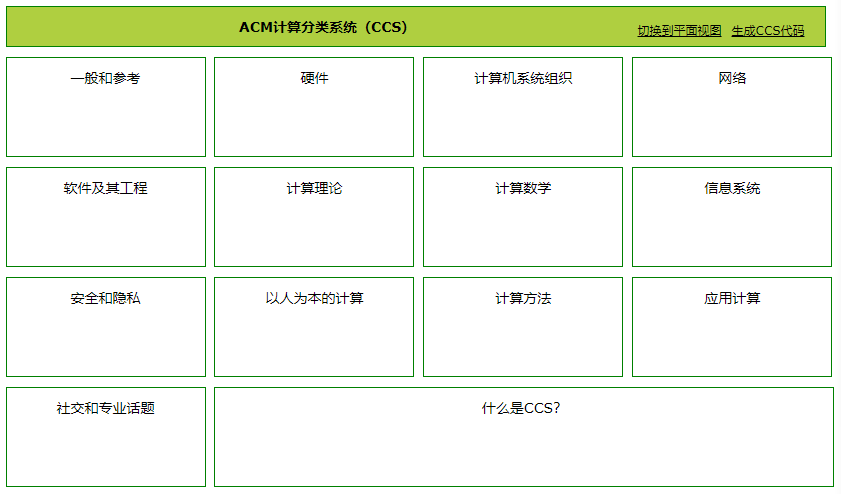 ACM计算分类系统（CCS）
切换到平面视图 生成CCS代码
一般和参考
硬件
计算机系统组织
网络
软件及其工程
计算理论
计算数学
信息系统
安全和隐私
以人为本的计算
计算方法
应用计算
社交和专业话题
什么是CCS?